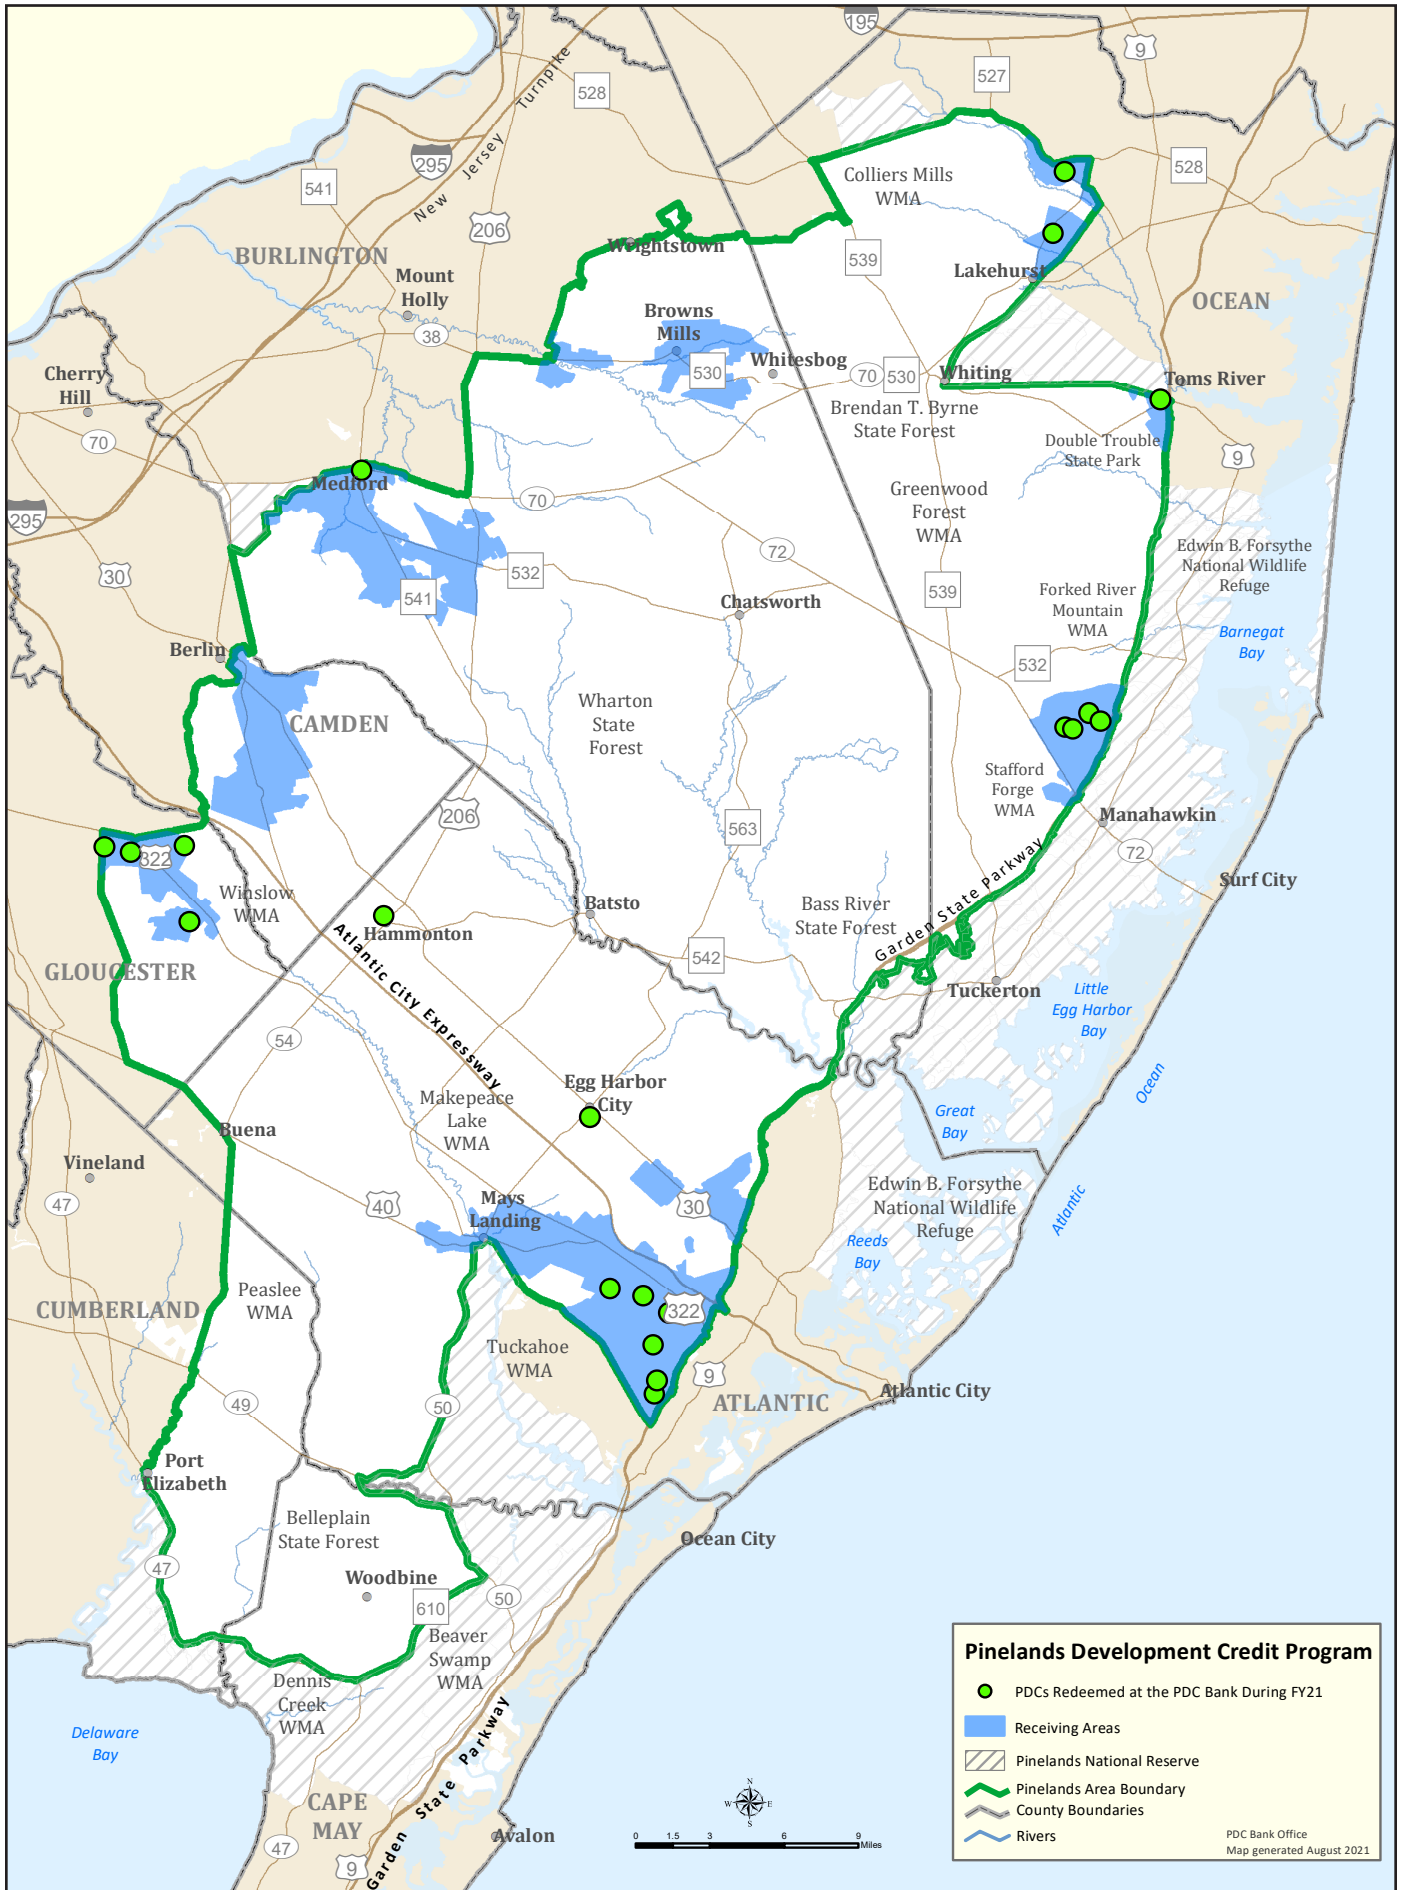 195
9
527
528
New Jersey Turnpike
295
541
528
206
Colliers Mills
WMA
BURLINGTON
Wrightstown
539
Mount
Holly
Lakehurst
OCEAN
Browns
Mills
38
Whitesbog
530
70
530
Whiting
Toms River
Cherry
Hill
Brendan T. Byrne
State Forest
70
Double Trouble
State Park
9
Medford
295
70
Greenwood
Forest
WMA
72
Edwin B. Forsythe
National Wildlife
Refuge
30
532
541
539
Forked River
Mountain
WMA
Chatsworth
Barnegat
Bay
Berlin
532
Wharton
State
Forest
CAMDEN
Stafford
Forge
WMA
206
563
Manahawkin
72
322
Surf City
Winslow
WMA
Batsto
Bass River
State Forest
Garden State Parkway
Hammonton
Atlantic City Expressway
542
GLOUCESTER
Tuckerton
Little
Egg Harbor
Bay
54
Egg Harbor
City
Ocean
Makepeace
Lake
WMA
Great
Bay
Buena
Vineland
47
40
Mays
Landing
30
Edwin B. Forsythe
National Wildlife
Refuge
Atlantic
Reeds
Bay
Peaslee
WMA
CUMBERLAND
322
Tuckahoe
WMA
9
ATLANTIC
Atlantic City
49
50
Port
Elizabeth
Belleplain
State Forest
Ocean City
47
Woodbine
50
610
Beaver
Swamp
WMA
Dennis
Creek
WMA
Delaware
Bay
Garden State Parkway
CAPE
MAY
47
9
Avalon
N
W E
S
0 1.5 3 6 9
Miles
Pinelands Development Credit Program
PDCs Redeemed at the PDC Bank During FY21
Receiving Areas
Pinelands National Reserve
Pinelands Area Boundary
County Boundaries
Rivers
PDC Bank Office
Map generated August 2021